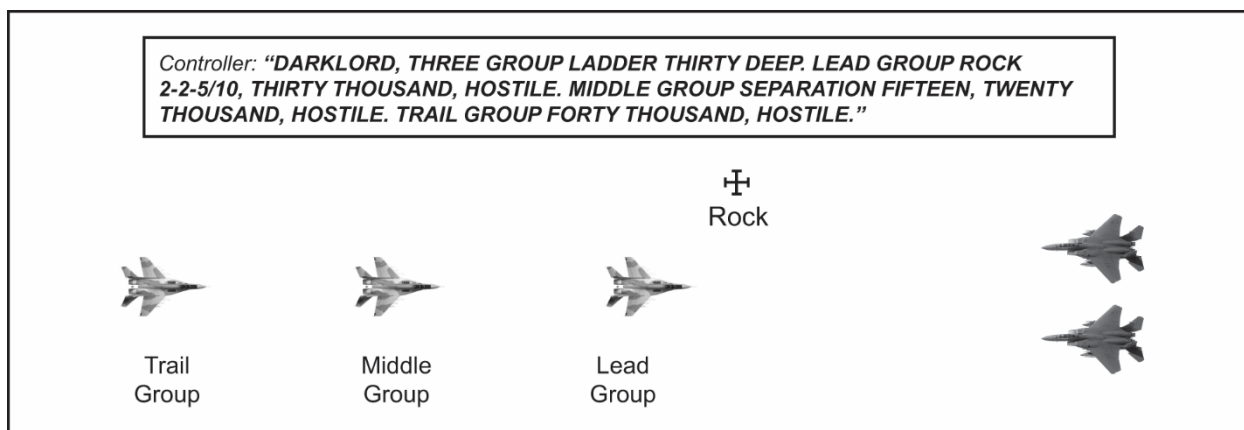 Controller: “DARKLORD, THREE GROUP LADDER THIRTY DEEP. LEAD GROUP ROCK
2-2-5/10, THIRTY THOUSAND, HOSTILE. MIDDLE GROUP SEPARATION FIFTEEN, TWENTY
THOUSAND, HOSTILE. TRAIL GROUP FORTY THOUSAND, HOSTILE.”
Rock
Trail
Group
Middle
Group
Lead
Group